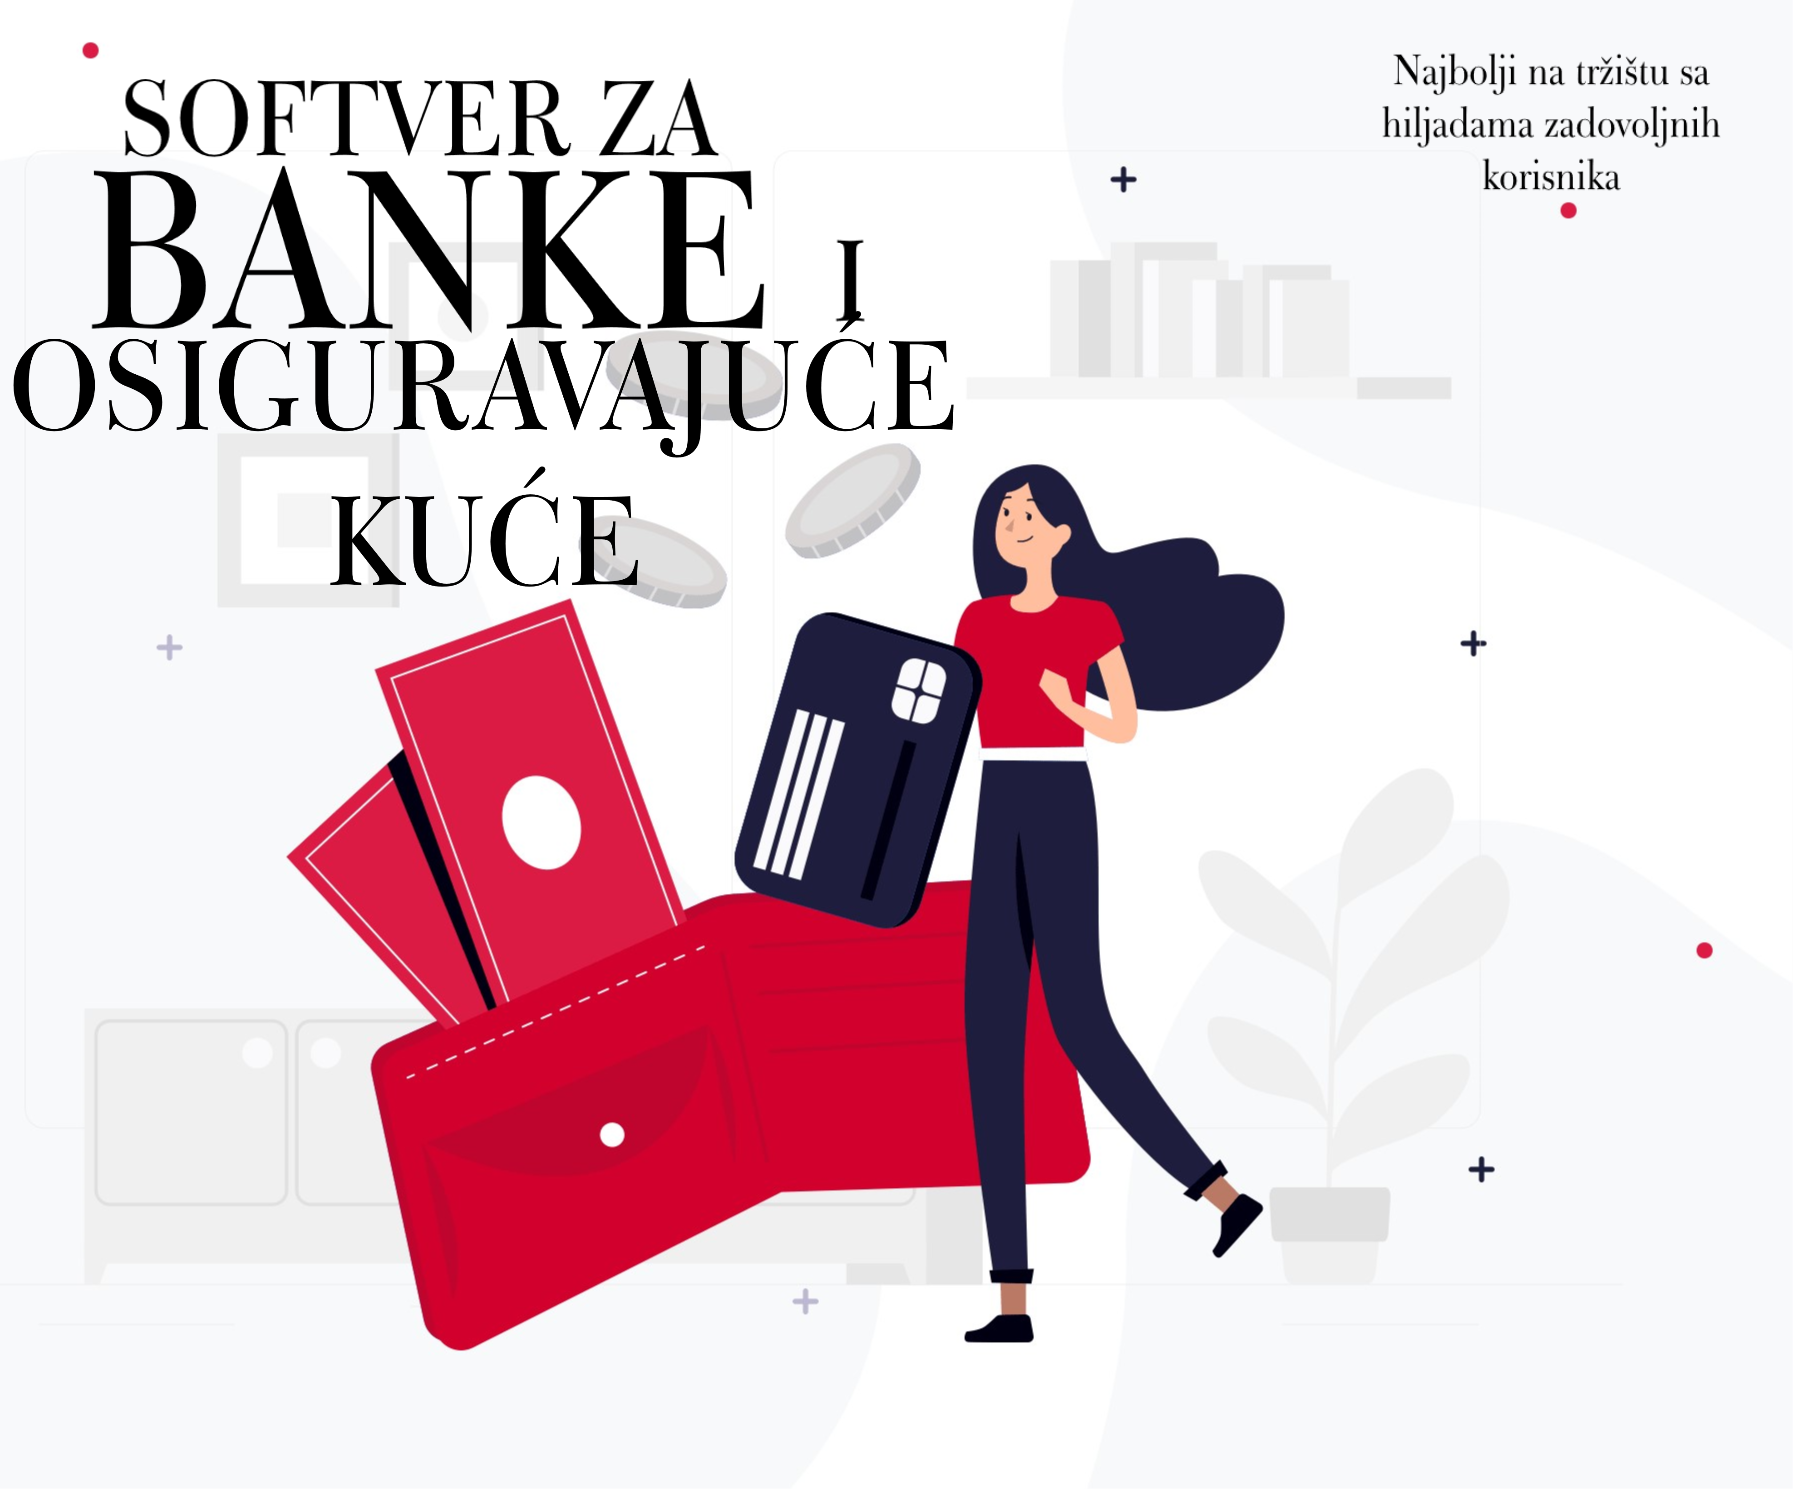 SOFTVER ZA
BANKE I
OSIGURAVAJUĆE
KUĆE
Najbolji na tržištu sa
hiljadama zadovoljnih
korisnika